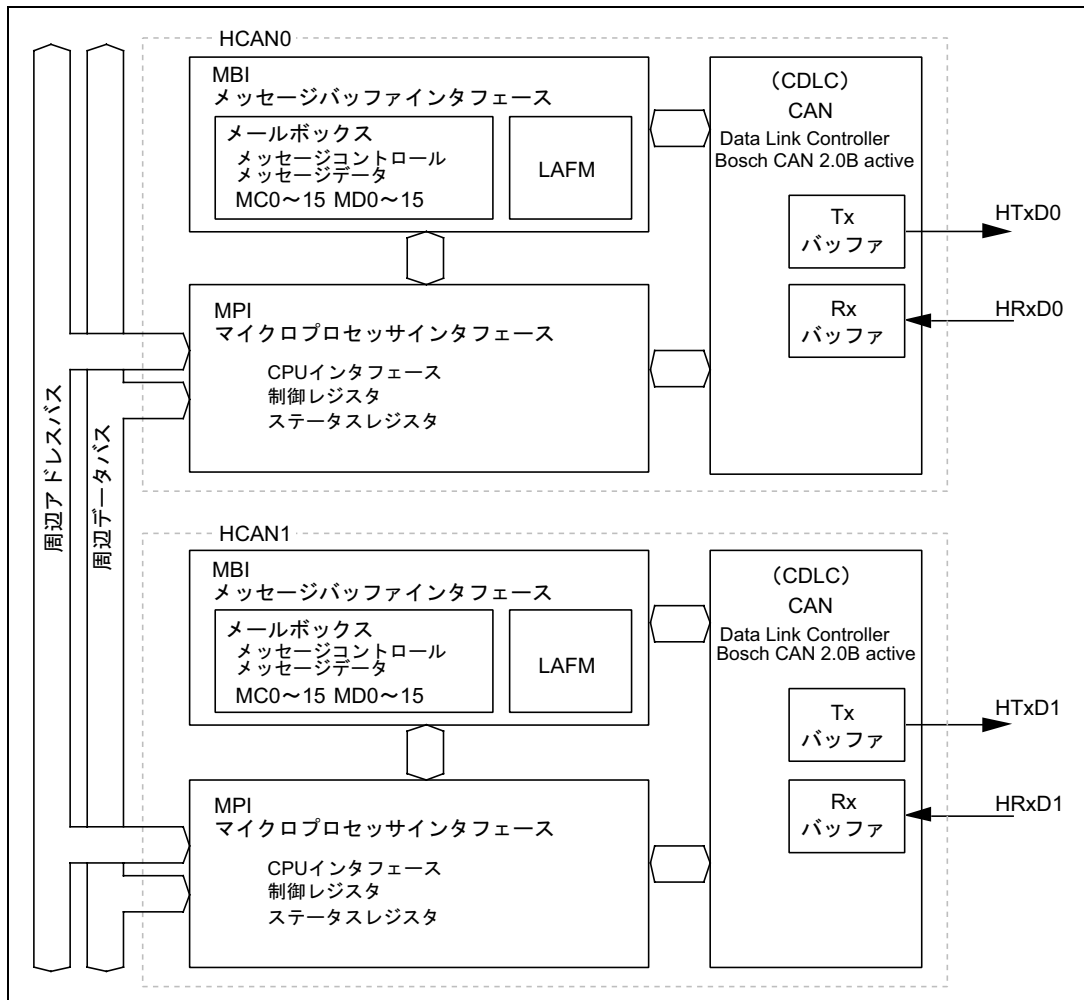 周辺アドレスバス
周辺データバス
HCAN0
MBI
メッセージバッファインタフェース
メールボックス
メッセージコントロール
メッセージデータ
MC0～15 MD0～15
LAFM
MPI
マイクロプロセッサインタフェース
CPUインタフェース
制御レジスタ
ステータスレジスタ
（CDLC）
CAN
Data Link Controller
Bosch CAN 2.0B active
Tx
バッファ
HTxD0
Rx
バッファ
HRxD0
HCAN1
MBI
メッセージバッファインタフェース
メールボックス
メッセージコントロール
メッセージデータ
MC0～15 MD0～15
LAFM
MPI
マイクロプロセッサインタフェース
CPUインタフェース
制御レジスタ
ステータスレジスタ
（CDLC）
CAN
Data Link Controller
Bosch CAN 2.0B active
Tx
バッファ
HTxD1
Rx
バッファ
HRxD1